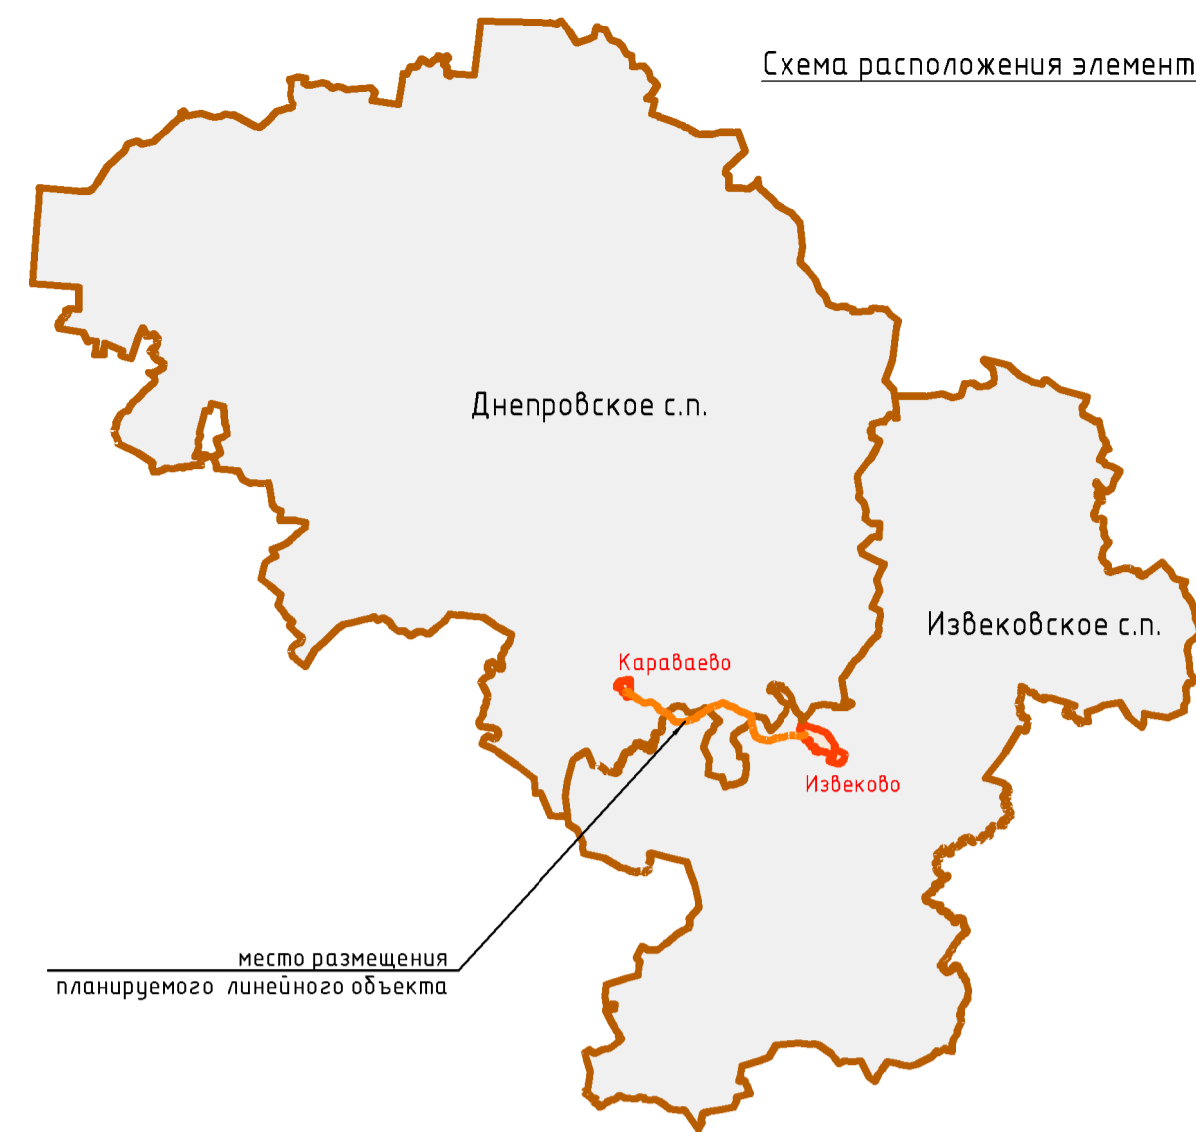 Схема расположения элемент
Днепровское с.п.
Извековское с.п.
Караваево
Извеково
место размещения
планируемого линейного объекта